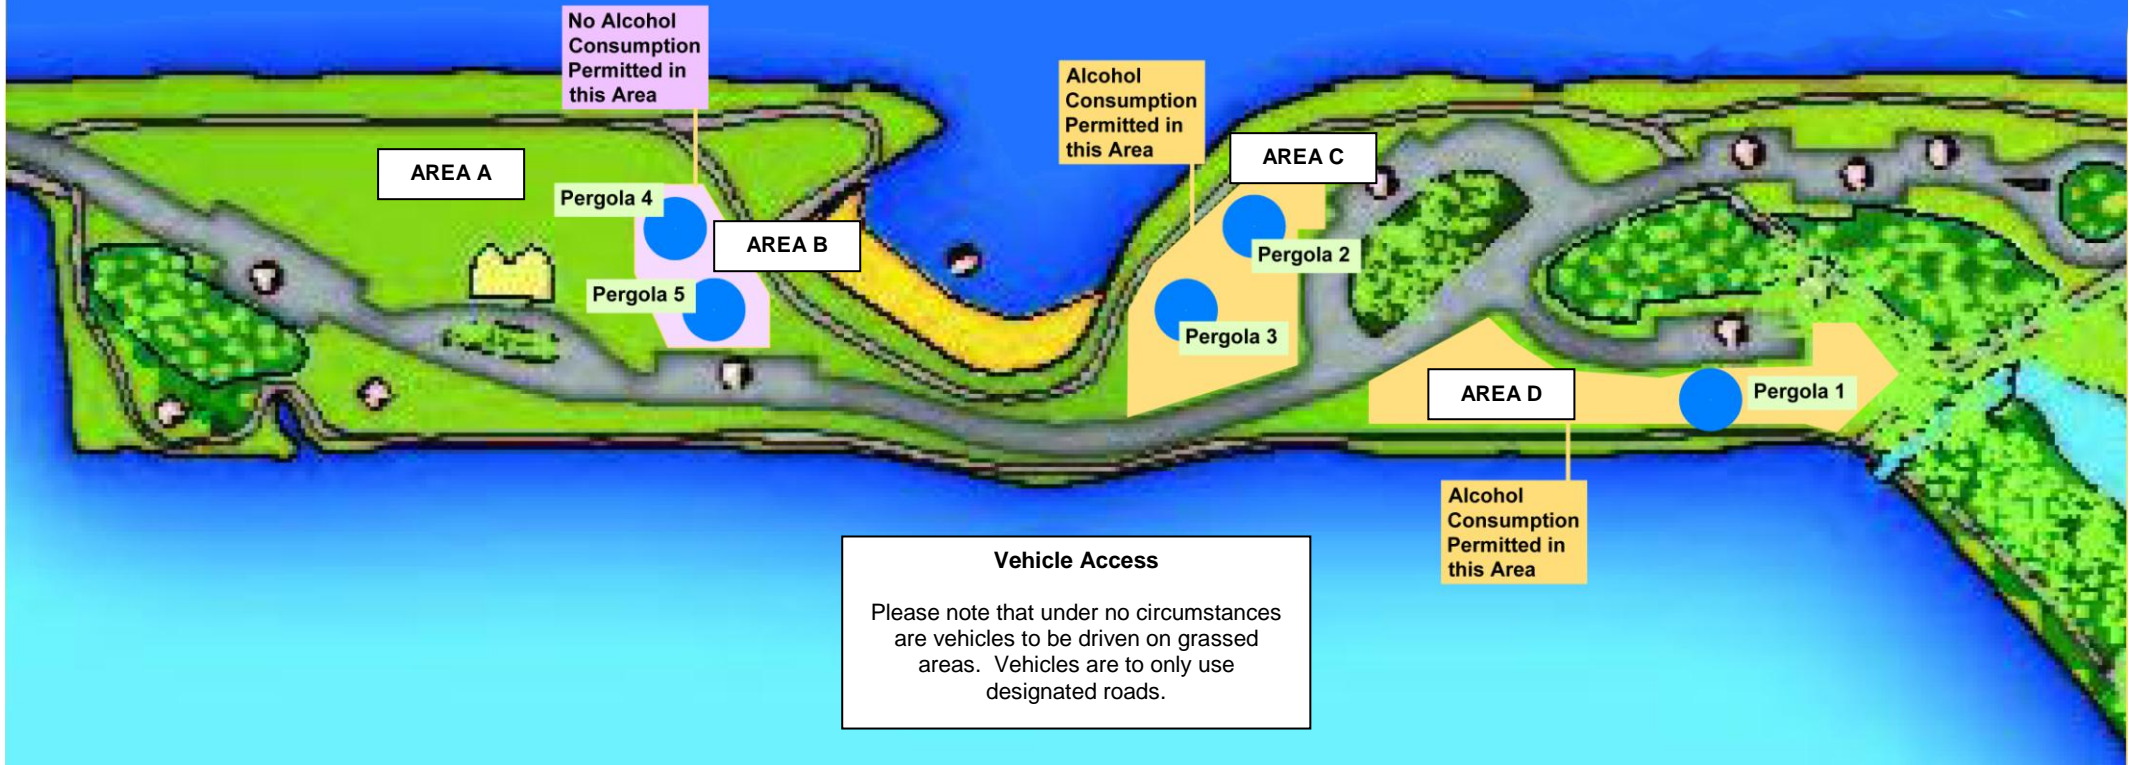 No Alcohol
Consumption
Permitted in
this Area
Alcohol
Consumption
Permitted in
this Area
AREA A
AREA B
AREA C
Pergola 4
Pergola 5
Pergola 2
Pergola 3
AREA D
Pergola 1
Alcohol
Consumption
Permitted in
this Area
Vehicle Access
Please note that under no circumstances
are vehicles to be driven on grassed
areas.  Vehicles are to only use
designated roads.